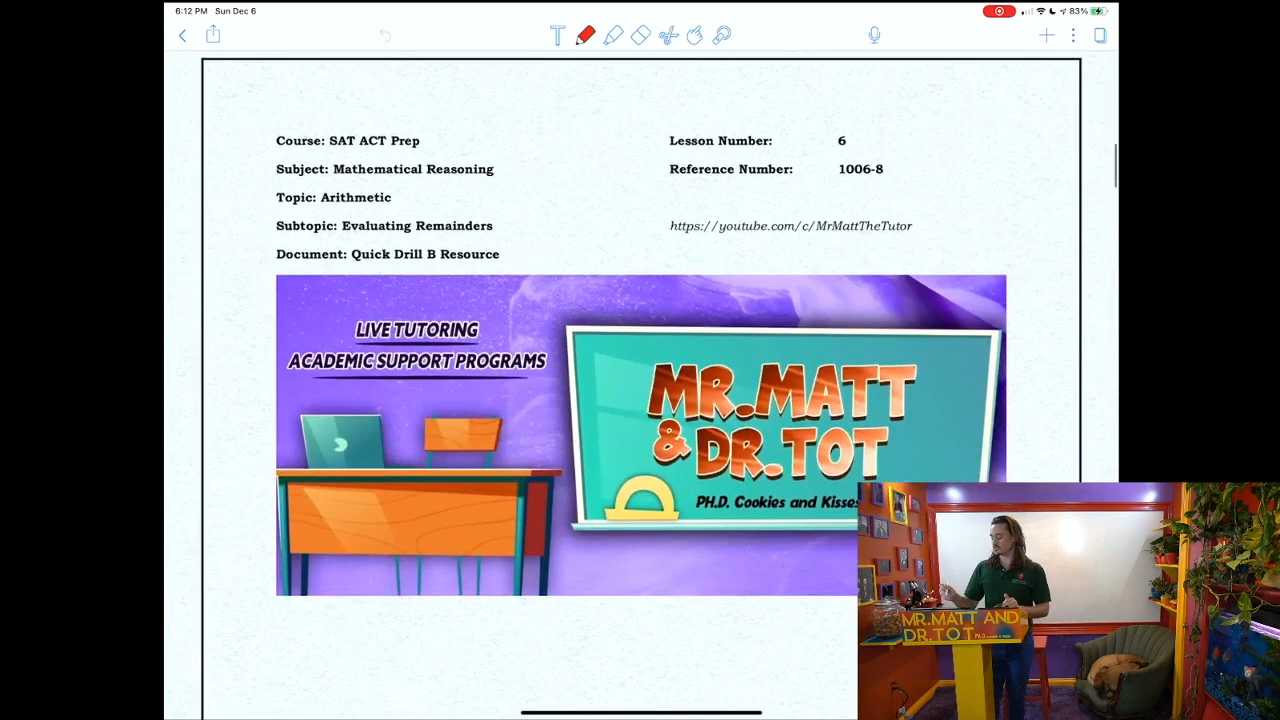 6:12 PM Sun Dec 6
83%
Course: SAT ACT Prep
Lesson Number: 6
Subject: Mathematical Reasoning
Reference Number: 1006-8
Topic: Arithmetic
Subtopic: Evaluating Remainders
https://youtube.com/c/MrMattTheTutor
Document: Quick Drill B Resource
LIVE TUTORING
ACADEMIC SUPPORT PROGRAMS
MR.MATT
& DR.TOT
PH.D. Cookies and Kisses
MR.MATT AND
DR.TOT